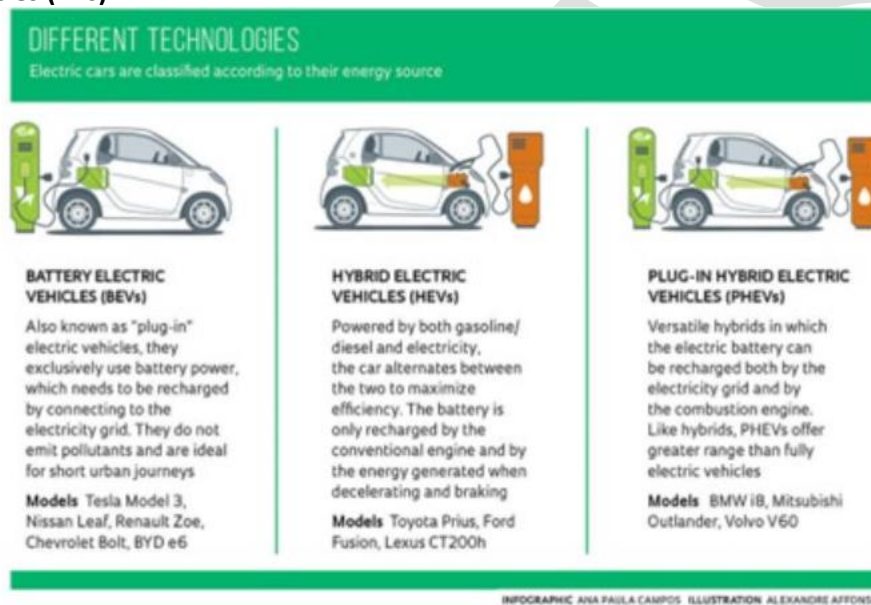 DIFFERENT TECHNOLOGIES
Electric cars are classified according to their energy source
BATTERY ELECTRIC
VEHICLES (BEVs)
Also known as "plug-in"
electric vehicles, they
exclusively use battery power,
which needs to be recharged
by connecting to the
electricity grid. They do not
emit pollutants and are ideal
for short urban journeys
Models Tesla Model 3,
Nissan Leaf, Renault Zoe,
Chevrolet Bolt, BYD e6
HYBRID ELECTRIC
VEHICLES (HEVs)
Powered by both gasoline/
diesel and electricity,
the car alternates between
the two to maximize
efficiency. The battery is
only recharged by the
conventional engine and by
the energy generated when
decelerating and braking
Models Toyota Prius, Ford
Fusion, Lexus CT200h
PLUG-IN HYBRID ELECTRIC
VEHICLES (PHEVs)
Versatile hybrids in which
the electric battery can
be recharged both by the
electricity grid and by
the combustion engine.
Like hybrids, PHEVs offer
greater range than fully
electric vehicles
Models BMW i8, Mitsubishi
Outlander, Volvo V60
INFOGRAPHIC ANA PAULA CAMPOS ILLUSTRATION ALEXANDRE AFFONS